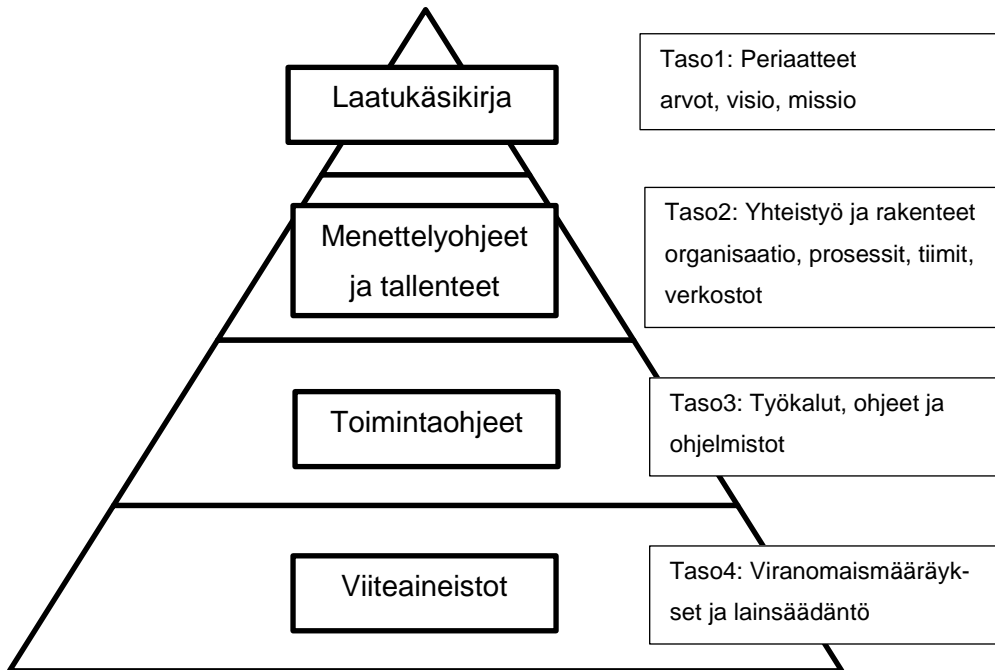 Laatukäsikirja
Taso1: Periaatteet
arvot, visio, missio
Menettelyohjeet
ja tallenteet
Taso2: Yhteistyö ja rakenteet
organisaatio, prosessit, tiimit,
verkostot
Toimintaohjeet
Taso3: Työkalut, ohjeet ja
ohjelmistot
Viiteaineistot
Taso4: Viranomaismääräyk-
set ja lainsäädäntö